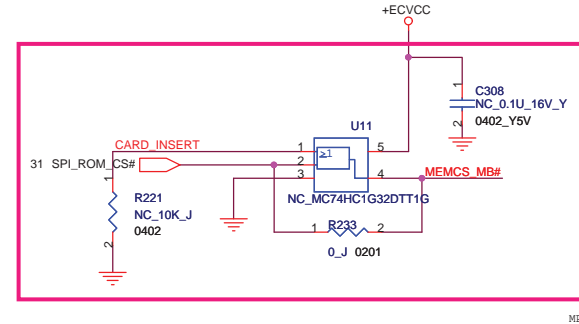 +ECVCC
1
C308
NC_0.1U_16V_Y
2
0402_Y5V
U11
CARD_INSERT
1
≥1
5
31 SPI_ROM_CS#
2
3
4
MEMCS_MB#
1
R221
NC_10K_J
0402
2
NC_MC74HC1G32DTT1G
R233
1
2
0_J 0201